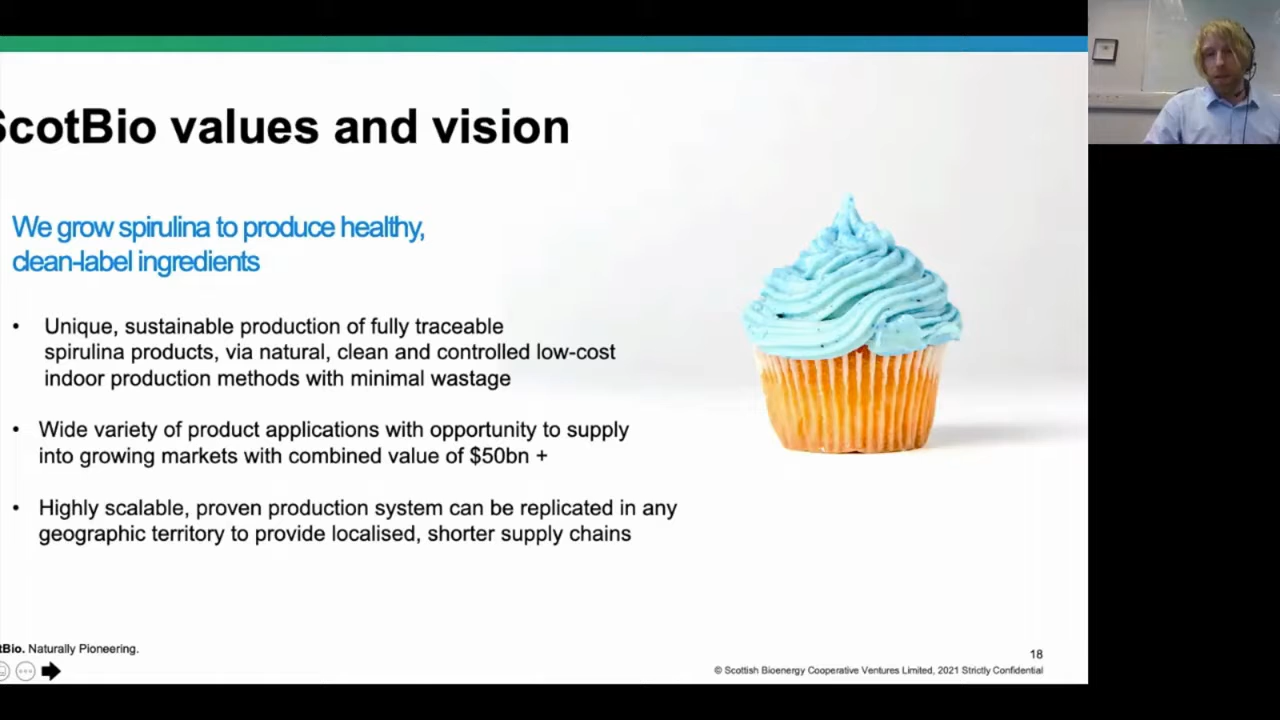 ScotBio values and vision
We grow spirulina to produce healthy,
clean-label ingredients
• Unique, sustainable production of fully traceable
spirulina products, via natural, clean and controlled low-cost
indoor production methods with minimal wastage
• Wide variety of product applications with opportunity to supply
into growing markets with combined value of $50bn +
• Highly scalable, proven production system can be replicated in any
geographic territory to provide localised, shorter supply chains
tBio. Naturally Pioneering.
18
© Scottish Bioenergy Cooperative Ventures Limited, 2021 Strictly Confidential